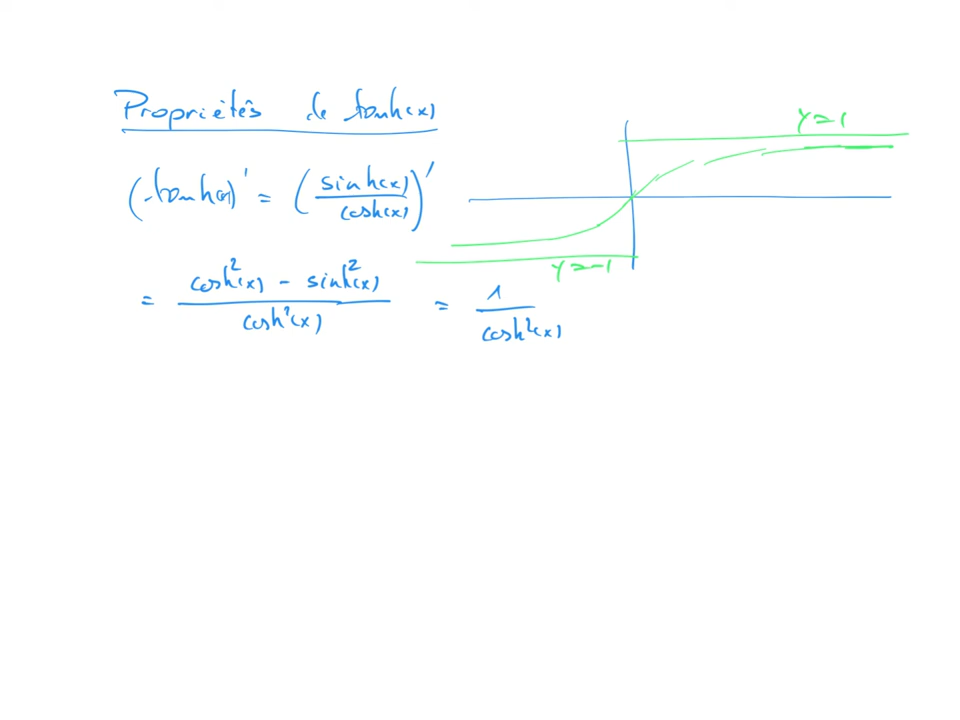 Propriétés de tanh(x)
y = 1
(tanh(x))' = (sinh(x)/cosh(x))'
y = -1
= (cosh²(x) - sinh²(x))/cosh²(x) = 1/cosh²(x)